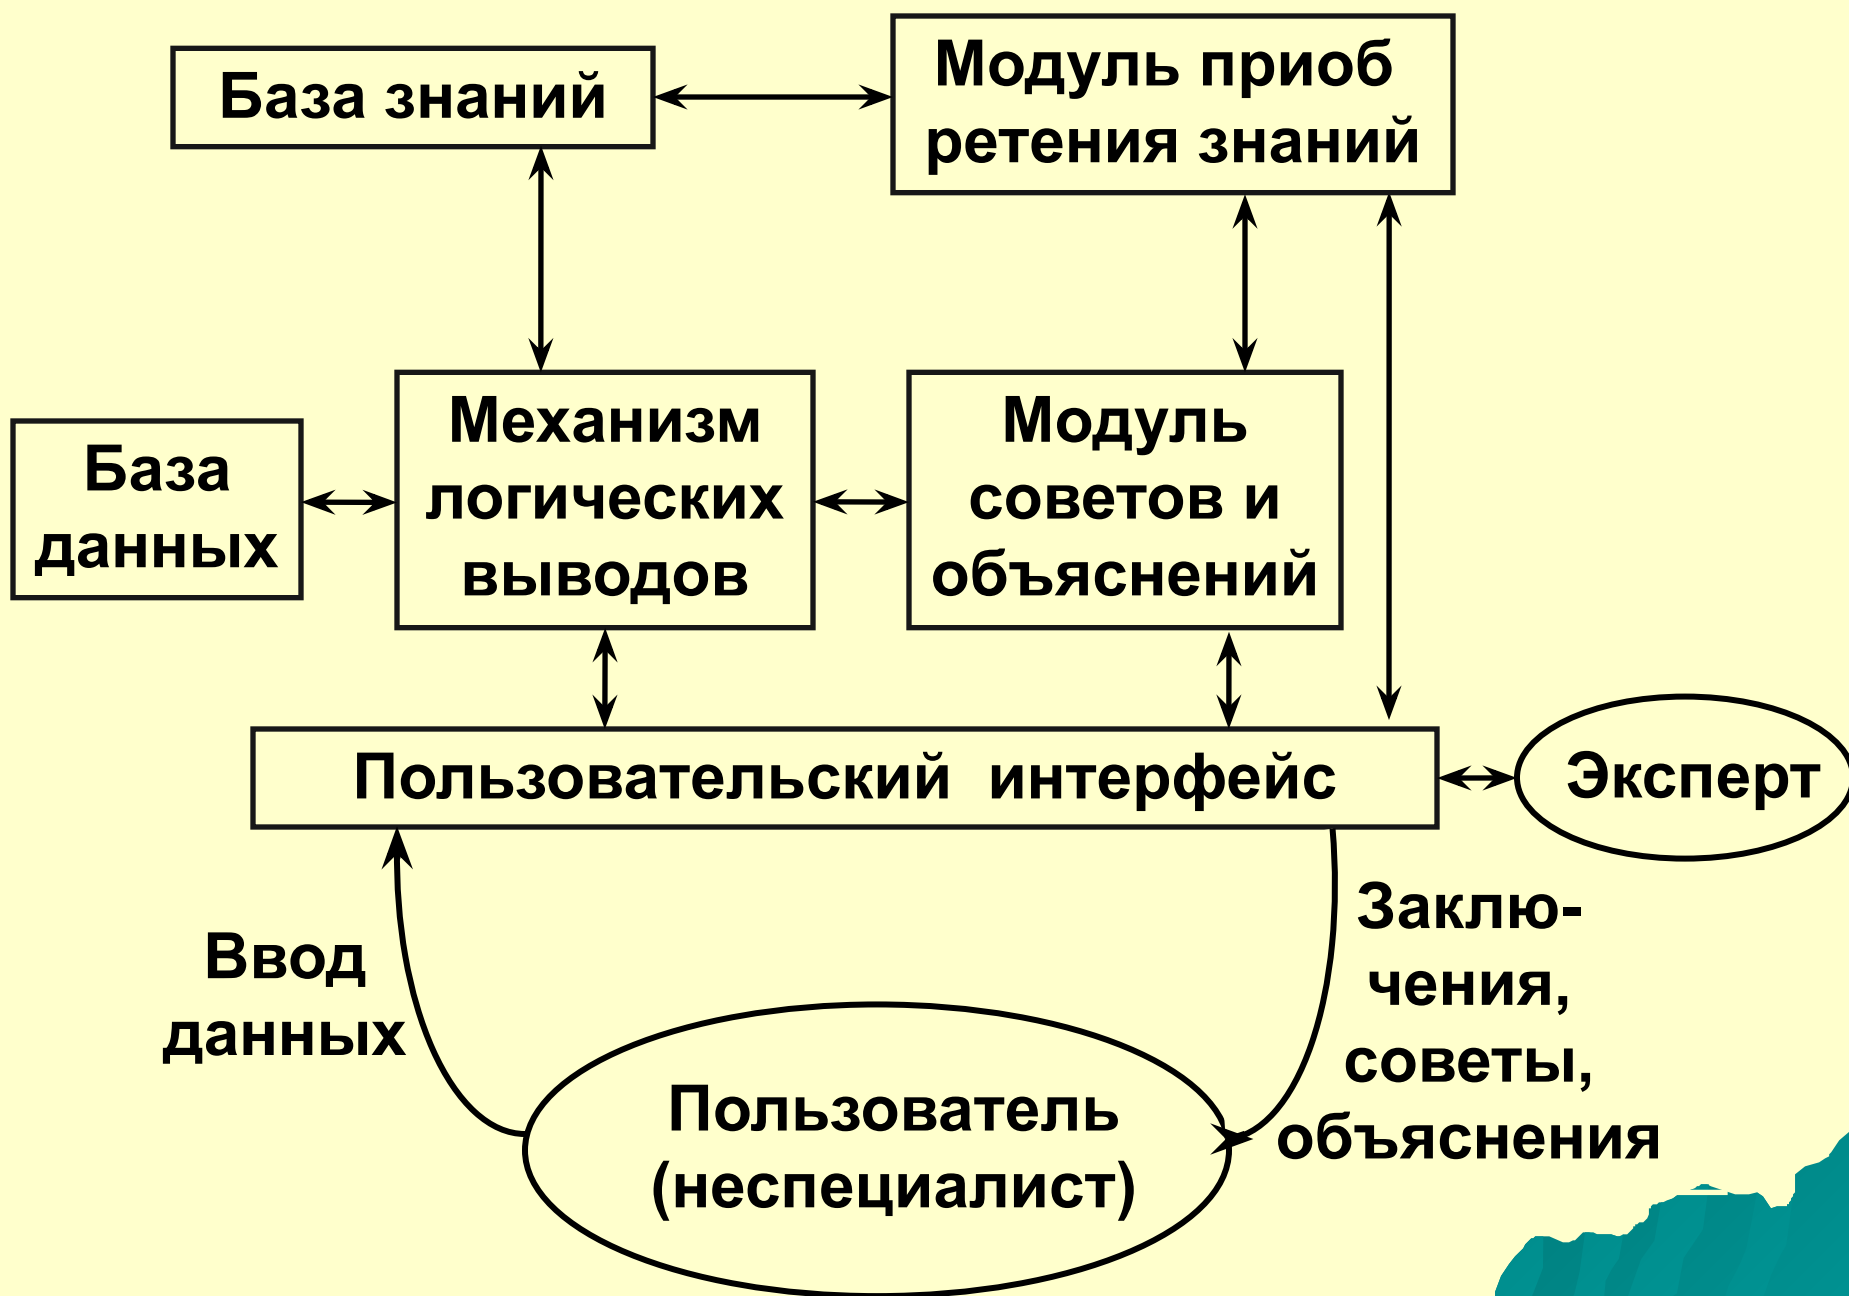 База знаний
Модуль приоб
ретения знаний
База
данных
Механизм
логических
выводов
Модуль
советов и
объяснений
Пользовательский интерфейс
Эксперт
Ввод
данных
Заклю-
чения,
советы,
объяснения
Пользователь
(неспециалист)